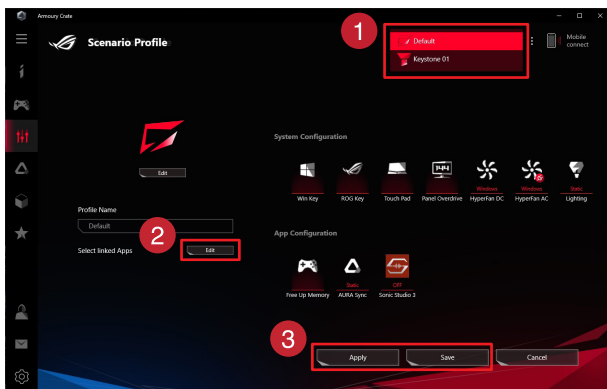 Armoury Crate
1
Default
Mobile connect
Scenario Profile
Keystone 01
System Configuration
Edit
Windows
Windows
Static
Win Key
ROG Key
Touch Pad
Panel Overdrive
HyperFan DC
HyperFan AC
Lighting
Profile Name
Default
App Configuration
2
Select linked Apps
Edit
Static
OFF
Free Up Memory
AURA Sync
Sonic Studio 3
3
Apply
Save
Cancel